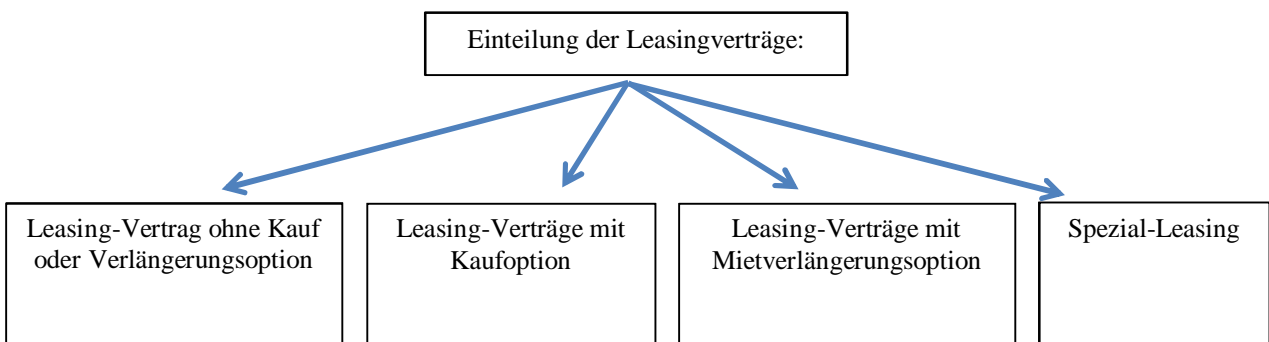 Einteilung der Leasingverträge:
Leasing-Vertrag ohne Kauf
oder Verlängerungsoption
Leasing-Verträge mit
Kaufoption
Leasing-Verträge mit
Mietverlängerungsoption
Spezial-Leasing